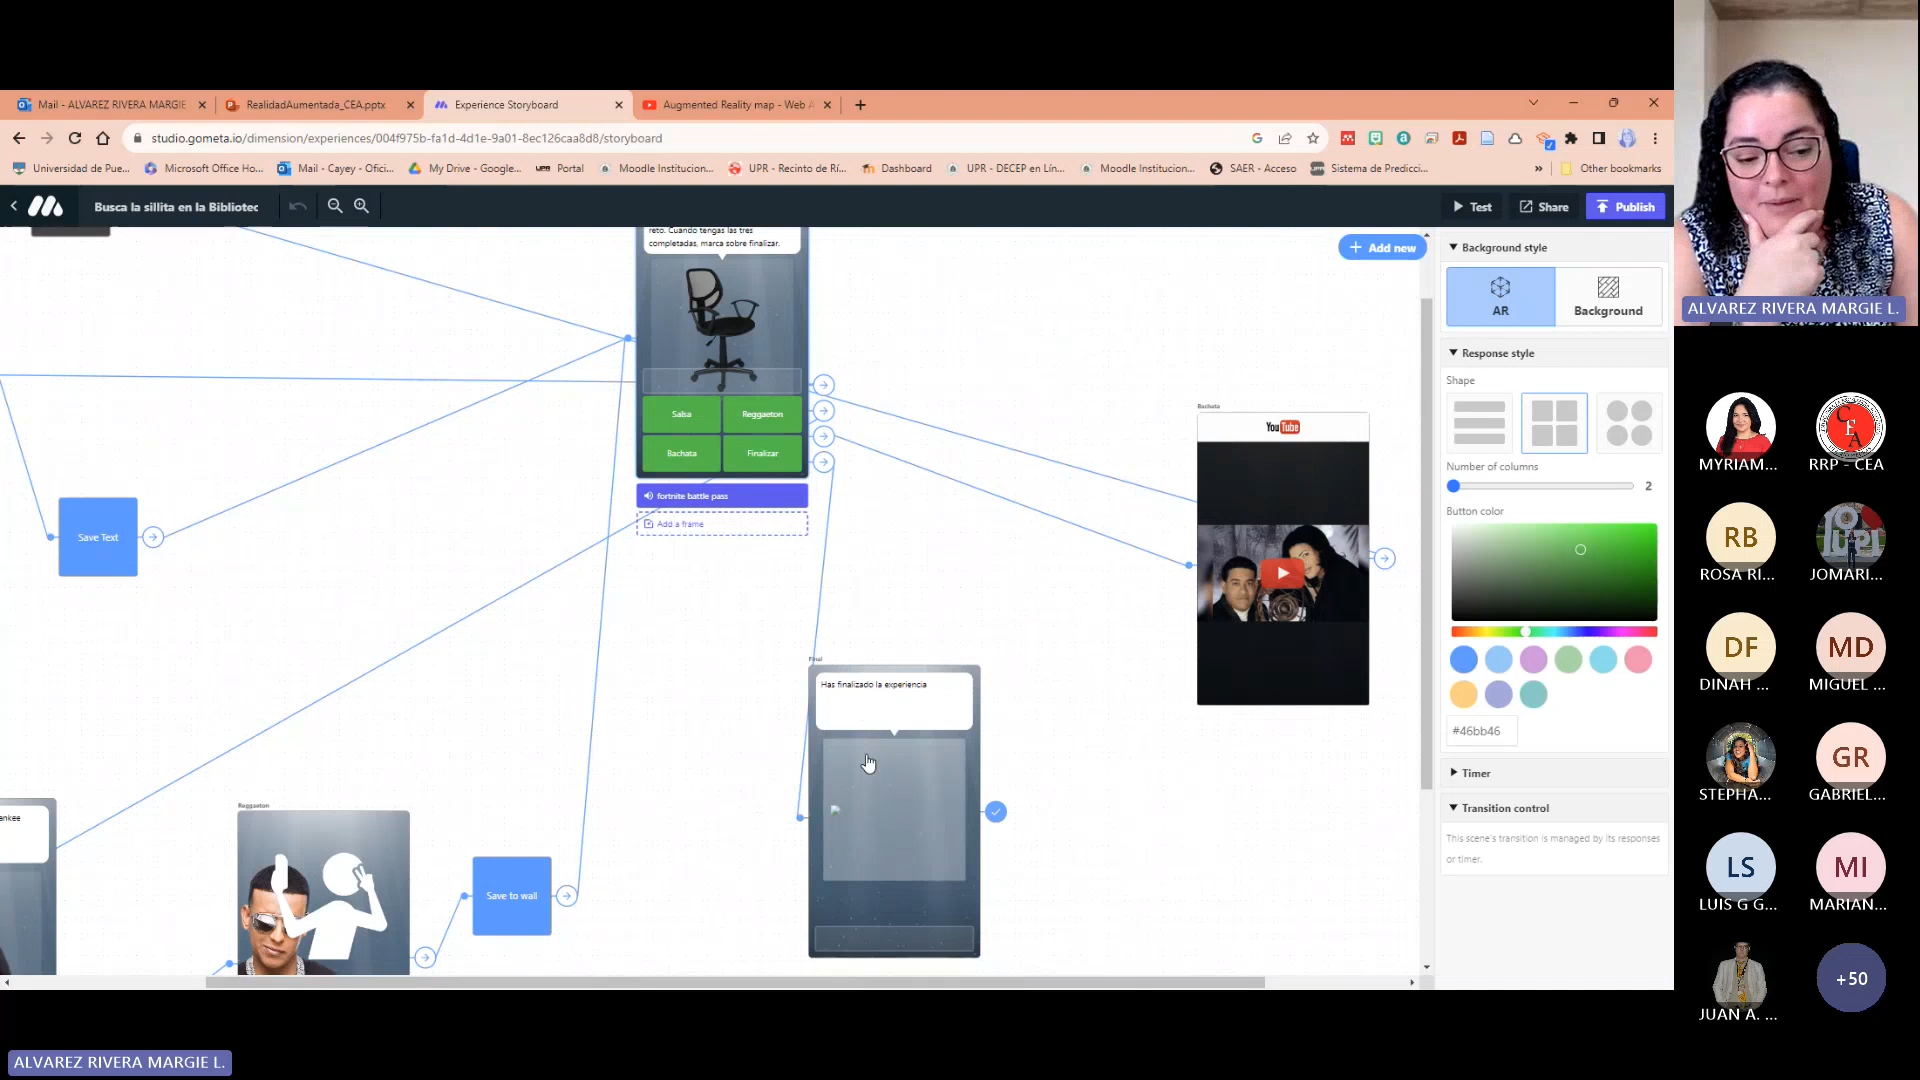 Mail - ALVAREZ RIVERA MARGIE
RealidadAumentada_CEA.pptx
Experience Storyboard
Augmented Reality map - Web A
studio.gometa.io/dimension/experiences/004f975b-fa1d-4d1e-9a01-8ec126caa8d8/storyboard
Universidad de Pue...
Microsoft Office Ho...
Mail - Cayey - Ofici...
My Drive - Google...
Portal
Moodle Institucion...
UPR - Recinto de Rí...
Dashboard
UPR - DECEP en Lín...
Moodle Institucion...
SAER - Acceso
Sistema de Predicci...
»
Other bookmarks
Busca la sillita en la Bibliotec
Test
Share
Publish
+ Add new
reto. Cuando tengas las tres
completadas, marca sobre finalizar.
Salsa
Reggaeton
Bachata
Finalizar
fortnite battle pass
Add a frame
Save Text
Bachata
YouTube
Final
Has finalizado la experiencia
ankee
Reggaeton
Save to wall
Background style
AR
Background
Response style
Shape
Number of columns
2
Button color
#46bb46
Timer
Transition control
This scene's transition is managed by its responses
or timer.
ALVAREZ RIVERA MARGIE L.
MYRIAM...
RRP - CEA
RB
ROSA RI...
JOMARI...
DF
DINAH ...
MD
MIGUEL ...
STEPHA...
GR
GABRIEL...
LS
LUIS G G...
MI
MARIAN...
JUAN A. ...
+50
ALVAREZ RIVERA MARGIE L.